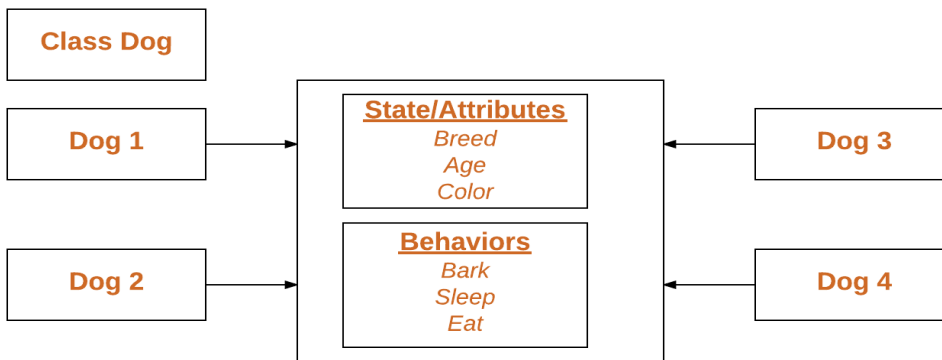 Class Dog
Dog 1
Dog 2
State/Attributes
Breed
Age
Color
Behaviors
Bark
Sleep
Eat
Dog 3
Dog 4